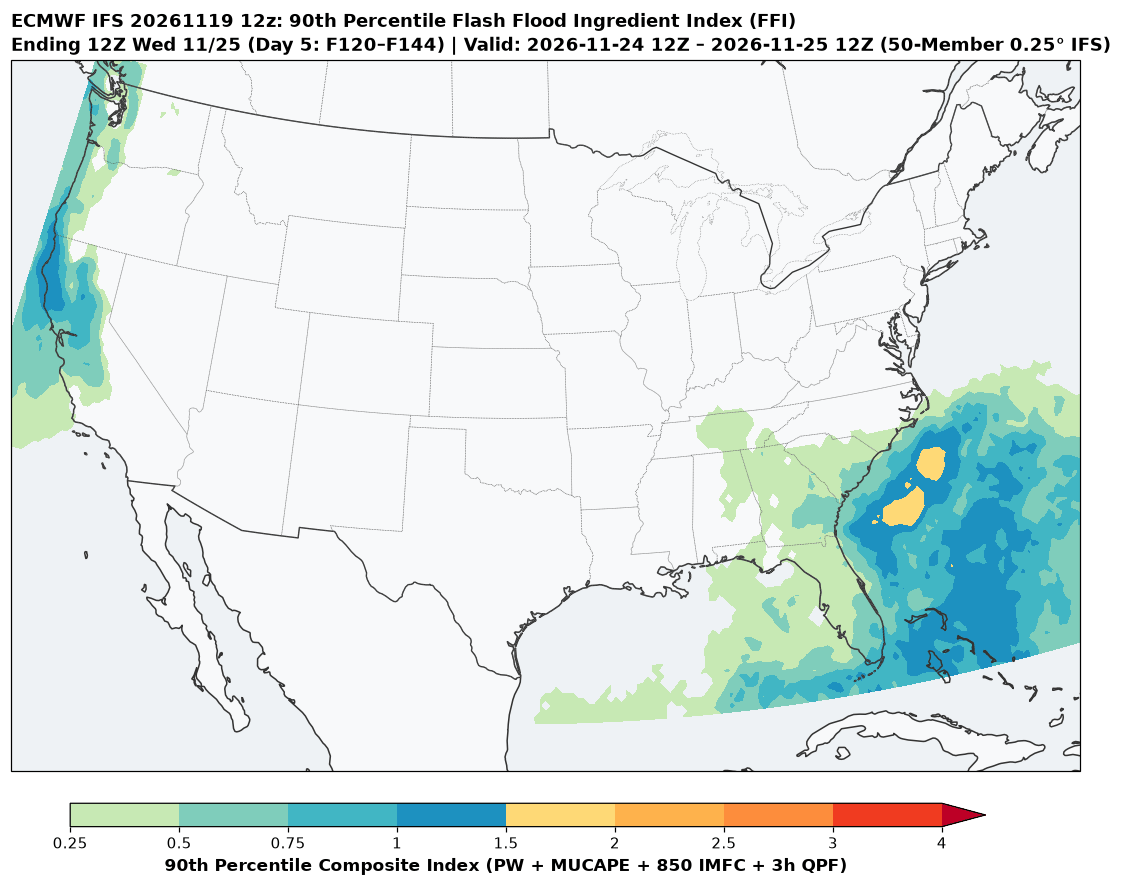 ECMWF IFS 20261119 12z: 90th Percentile Flash Flood Ingredient Index (FFI)
Ending 12Z Wed 11/25 (Day 5: F120–F144) | Valid: 2026-11-24 12Z – 2026-11-25 12Z (50-Member 0.25° IFS)
0.25 0.5 0.75 1 1.5 2 2.5 3 4
90th Percentile Composite Index (PW + MUCAPE + 850 IMFC + 3h QPF)